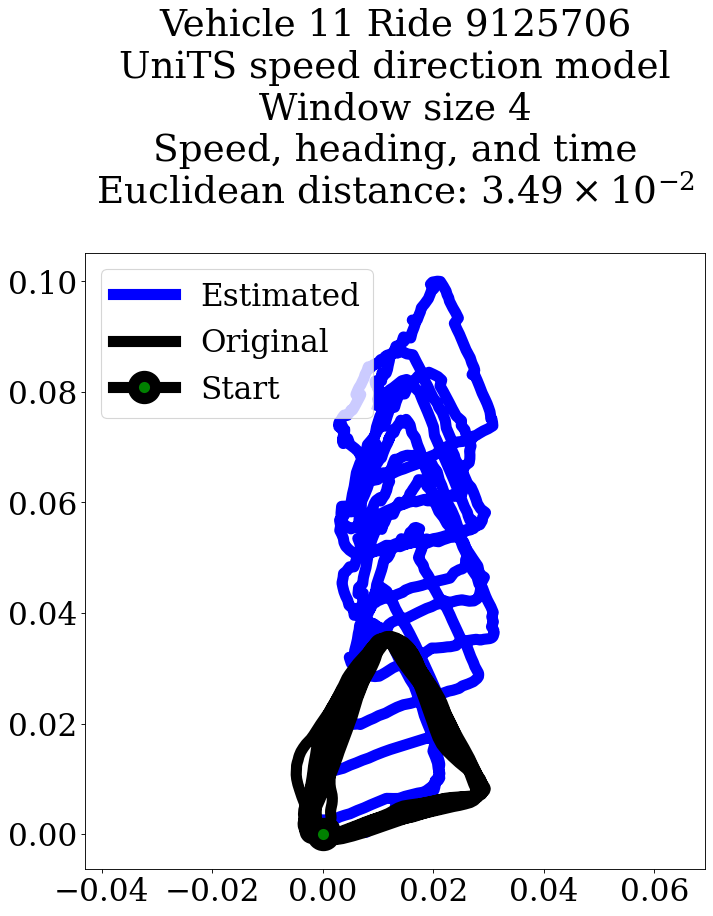 Vehicle 11 Ride 9125706
UniTS speed direction model
Window size 4
Speed, heading, and time
Euclidean distance: 3.49 × 10⁻²
Estimated
Original
Start
0.10
0.08
0.06
0.04
0.02
0.00
−0.04 −0.02 0.00 0.02 0.04 0.06